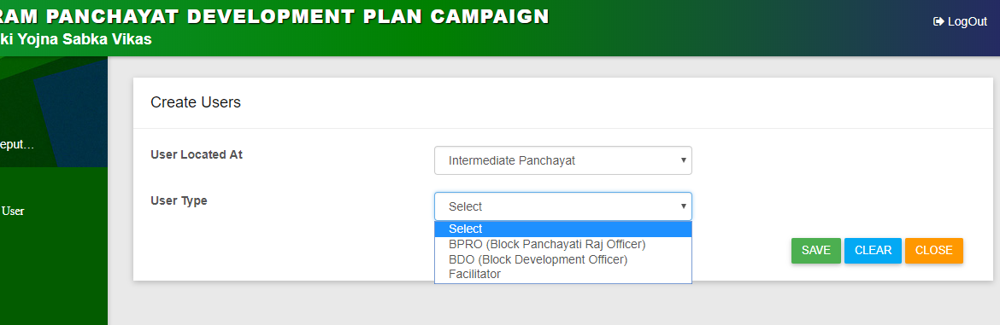 RAM PANCHAYAT DEVELOPMENT PLAN CAMPAIGN
ki Yojna Sabka Vikas
LogOut
eput...
User
Create Users
User Located At
Intermediate Panchayat
User Type
Select
Select
BPRO (Block Panchayati Raj Officer)
BDO (Block Development Officer)
Facilitator
SAVE CLEAR CLOSE